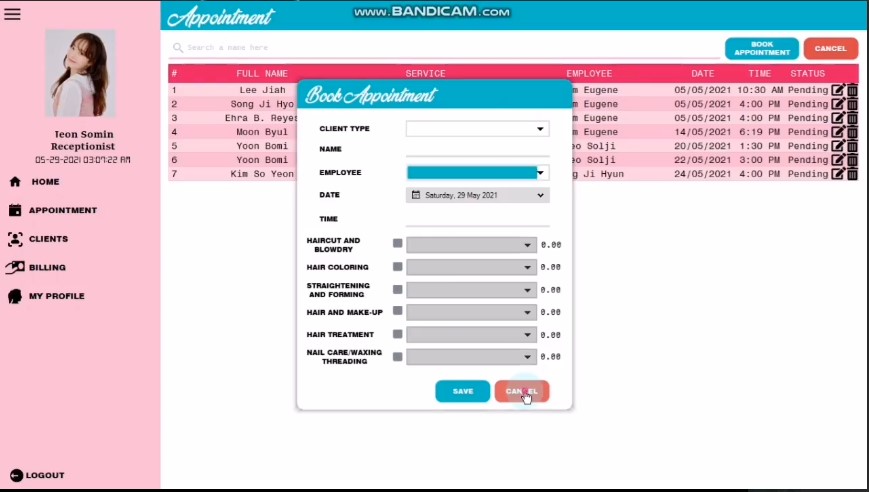 Appointment
www.BANDICAM.com
Search a name here
BOOK APPOINTMENT
CANCEL
# FULL NAME SERVICE EMPLOYEE DATE TIME STATUS
1 Lee Jiah Eugene 05/05/2021 10:30 AM Pending
2 Song Ji Hyo Eugene 05/05/2021 4:00 PM Pending
3 Ehra B. Reyes Eugene 05/05/2021 4:00 PM Pending
4 Moon Byul Eugene 14/05/2021 6:19 PM Pending
5 Yoon Bomi Solji 20/05/2021 1:30 PM Pending
6 Yoon Bomi Solji 22/05/2021 3:00 PM Pending
7 Kim So Yeon Ji Hyun 24/05/2021 4:00 PM Pending
Jeon Somin
Receptionist
05-29-2021 03:07:22 PM
HOME
APPOINTMENT
CLIENTS
BILLING
MY PROFILE
LOGOUT
Book Appointment
CLIENT TYPE
NAME
EMPLOYEE
DATE Saturday, 29 May 2021
TIME
HAIRCUT AND
BLOWDRY 0.00
HAIR COLORING 0.00
STRAIGHTENING
AND FORMING 0.00
HAIR AND MAKE-UP 0.00
HAIR TREATMENT 0.00
NAIL CARE/WAXING
THREADING 0.00
SAVE
CANCEL